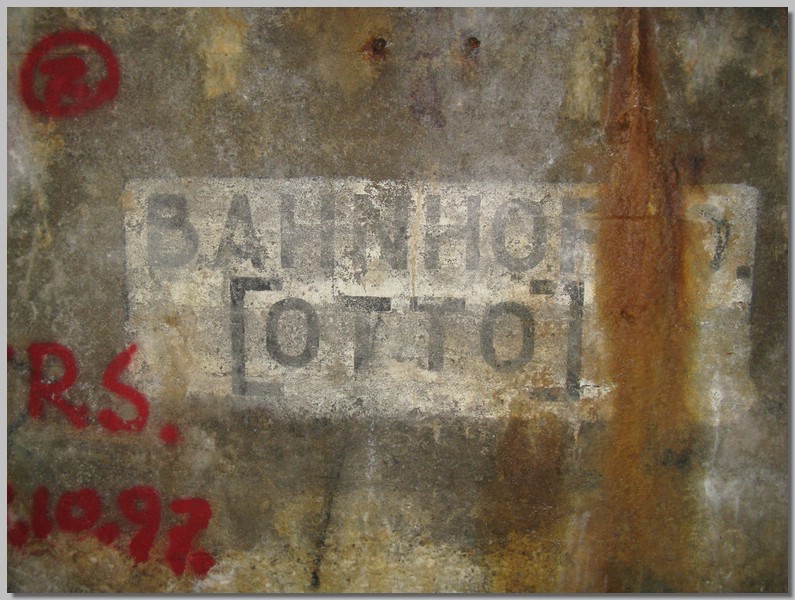 BAHNHOF
[OTTO]
RS.
.10.97.